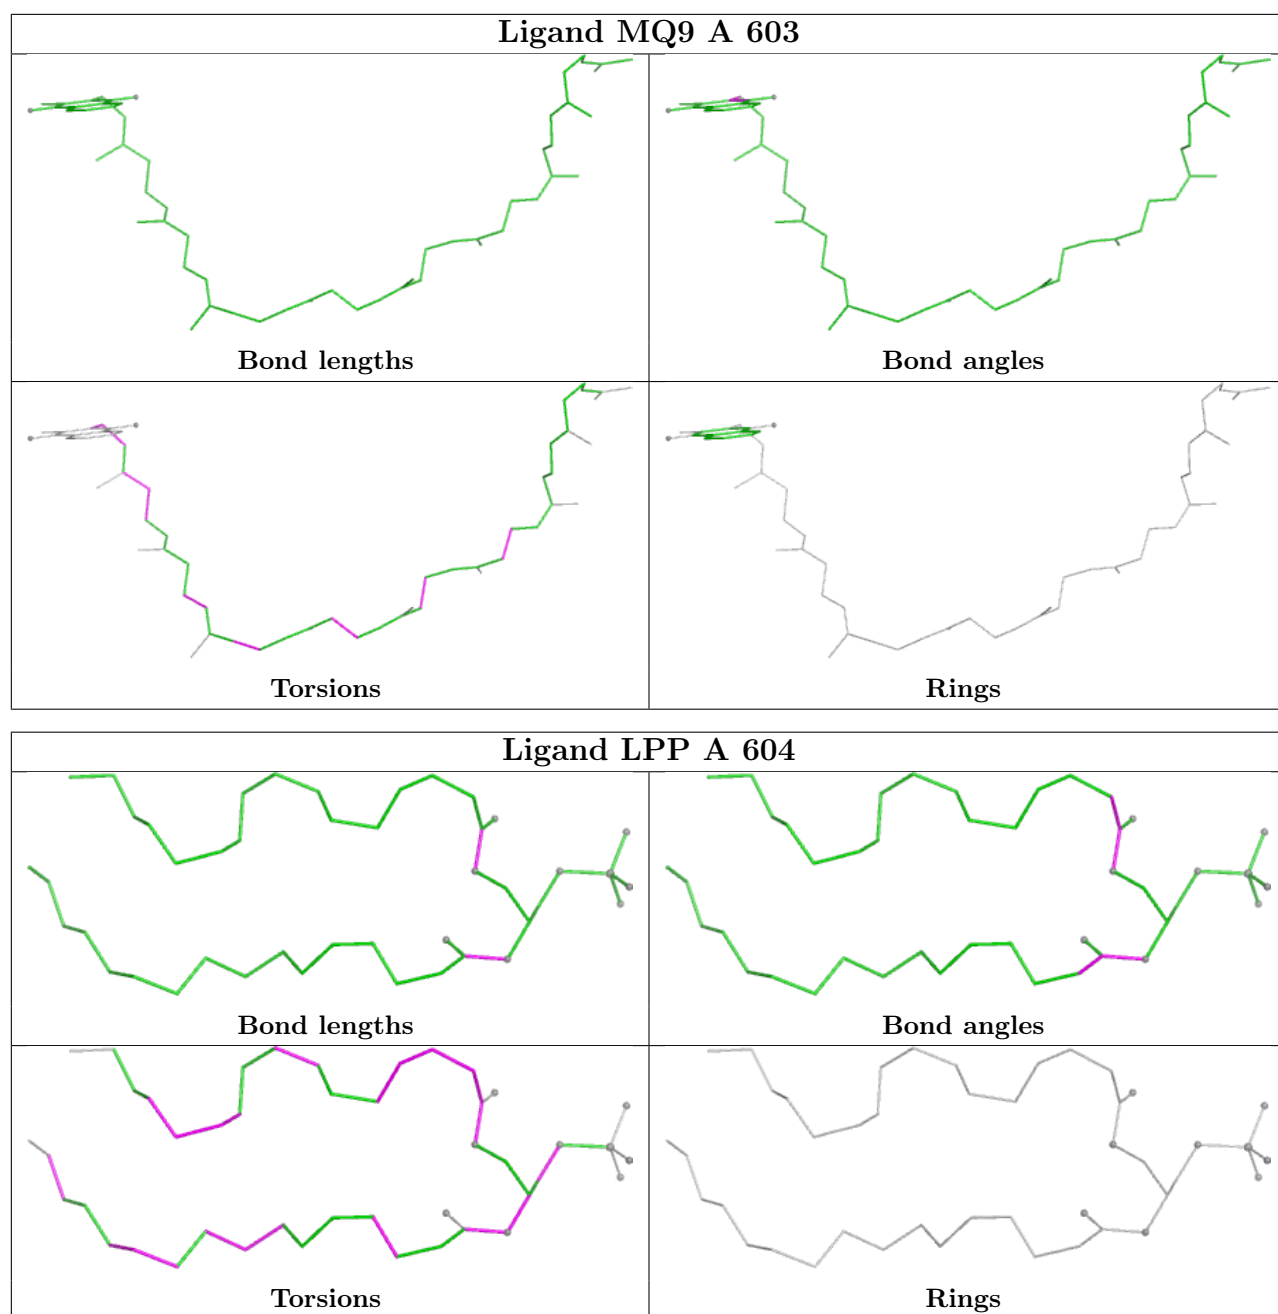 Ligand MQ9 A 603
Bond lengths
Bond angles
Torsions
Rings
Ligand LPP A 604
Bond lengths
Bond angles
Torsions
Rings